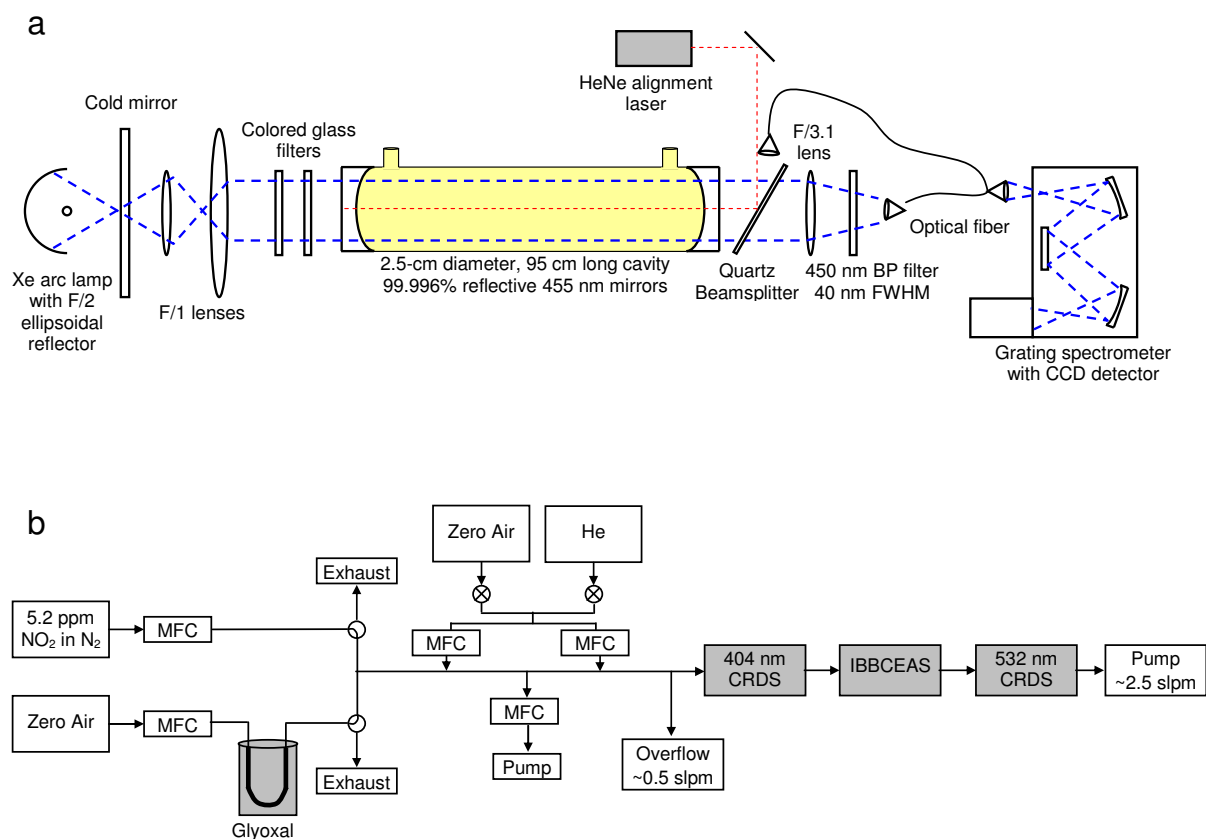 a
HeNe alignment
laser
Cold mirror
Colored glass
filters
F/3.1
lens
Xe arc lamp
with F/2
ellipsoidal
reflector
F/1 lenses
2.5-cm diameter, 95 cm long cavity
99.996% reflective 455 nm mirrors
Quartz
Beamsplitter
450 nm BP filter
40 nm FWHM
Optical fiber
Grating spectrometer
with CCD detector
b
Zero Air
He
Exhaust
5.2 ppm
NO₂ in N₂
MFC
MFC
MFC
404 nm
CRDS
IBBCEAS
532 nm
CRDS
Pump
~2.5 slpm
Zero Air
MFC
MFC
Pump
Overflow
~0.5 slpm
Exhaust
Glyoxal